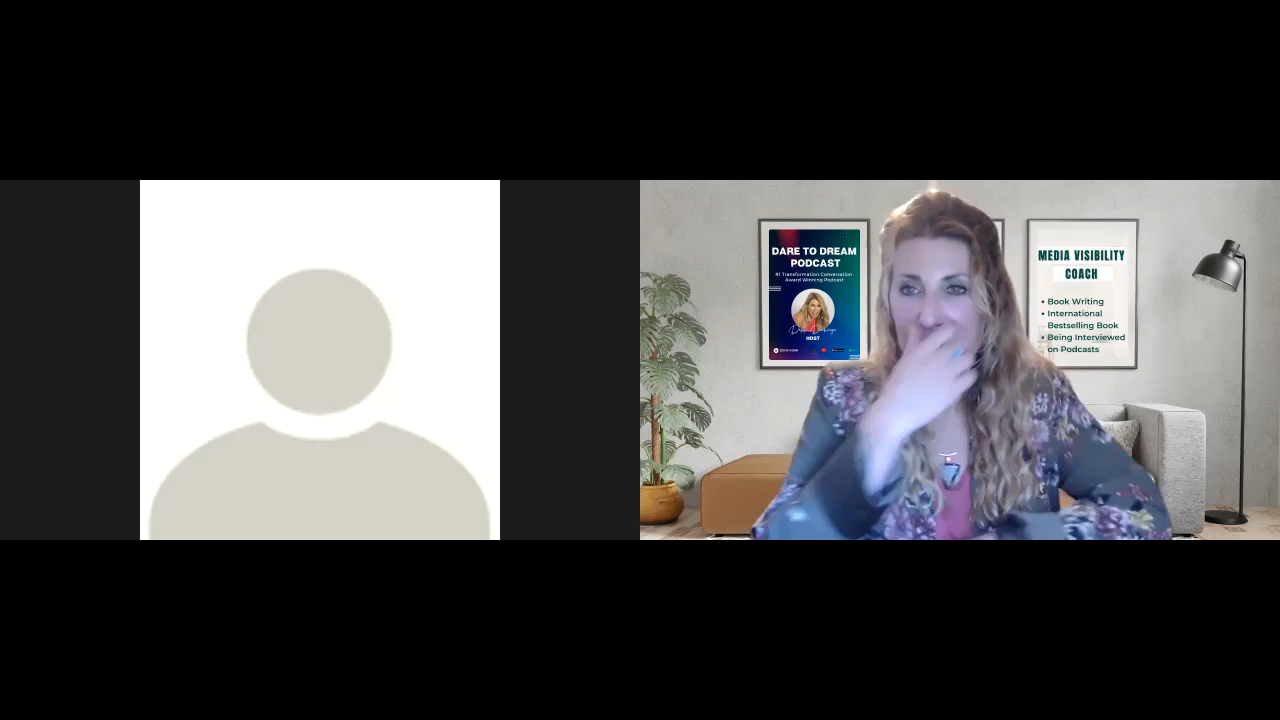 DARE TO DREAM
PODCAST
#1 Transformation Conversation
Award Winning Podcast
HOST
MEDIA VISIBILITY
COACH
• Book Writing
• International
Bestselling Book
• Being Interviewed
on Podcasts